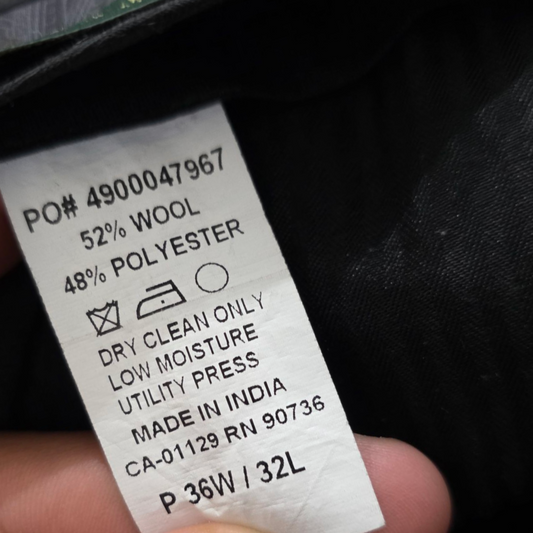 PO# 4900047967
52% WOOL
48% POLYESTER
DRY CLEAN ONLY
LOW MOISTURE
UTILITY PRESS
MADE IN INDIA
CA-01129 RN 90736
P 36W / 32L